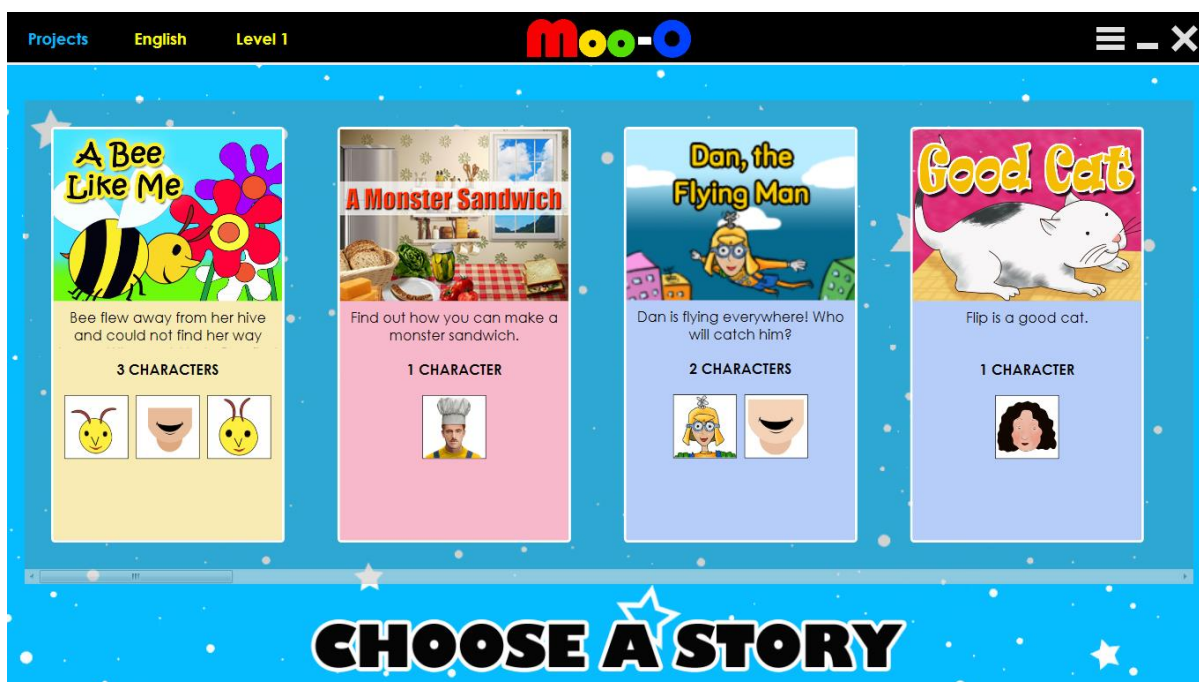 Projects English Level 1 Moo-O
A Bee
Like Me
Bee flew away from her hive
and could not find her way
3 CHARACTERS
A Monster Sandwich
Find out how you can make a
monster sandwich.
1 CHARACTER
Dan, the
Flying Man
Dan is flying everywhere! Who
will catch him?
2 CHARACTERS
Good Cat
Flip is a good cat.
1 CHARACTER
CHOOSE A STORY